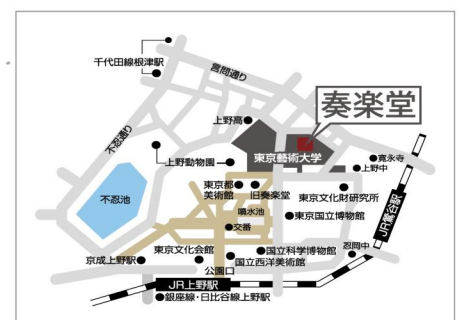 千代田線根津駅
言問通り
奏楽堂
上野高
不忍通り
東京藝術大学
寛永寺
上野中
上野動物園
東京都
美術館
旧奏楽堂
東京文化財研究所
不忍池
噴水池
東京国立博物館
JR鶯谷駅
交番
忍岡中
東京文化会館
国立科学博物館
京成上野駅
国立西洋美術館
公園口
JR上野駅
銀座線・日比谷線上野駅